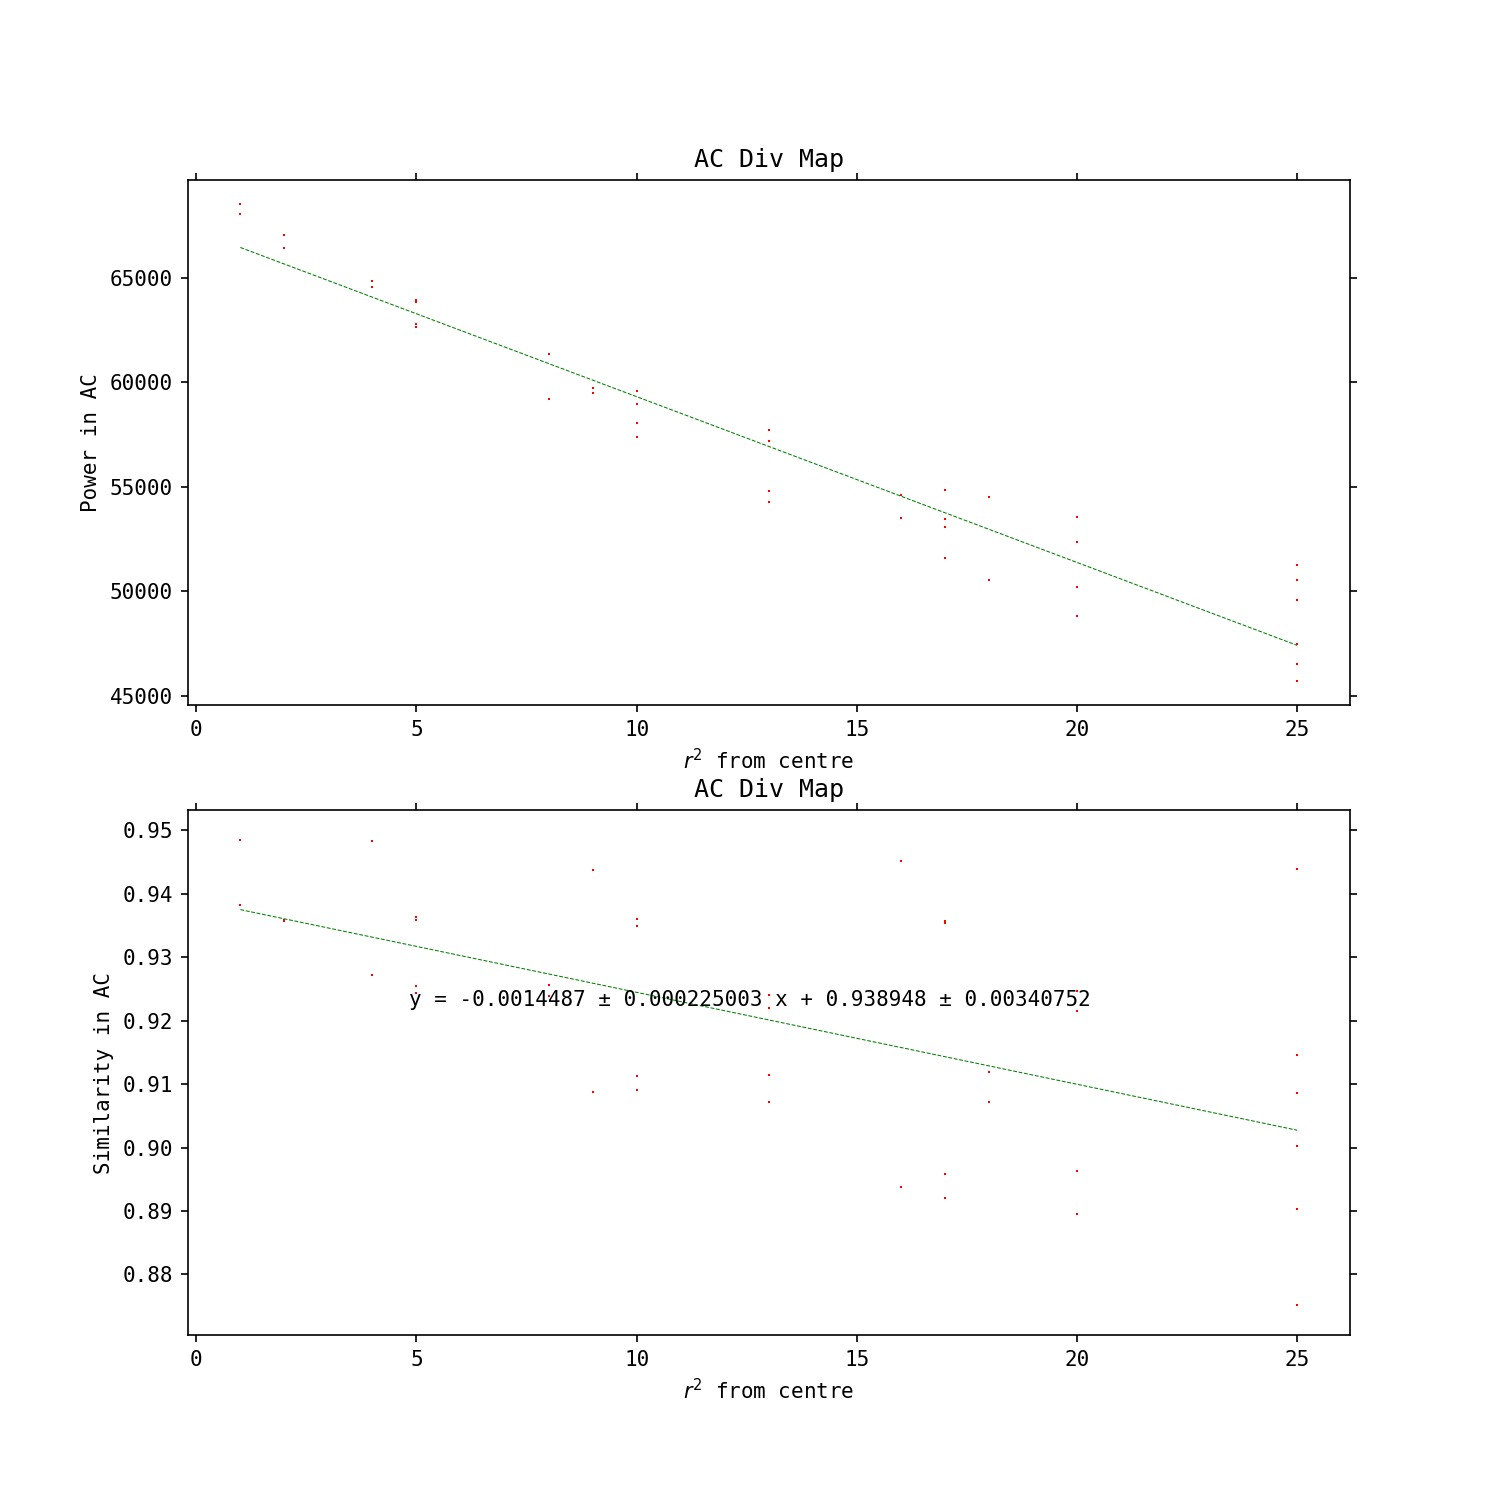 AC Div Map
65000
60000
55000
50000
45000
Power in AC
0 5 10 15 20 25
r² from centre
AC Div Map
0.95
0.94
0.93
0.92
0.91
0.90
0.89
0.88
Similarity in AC
y = -0.0014487 ± 0.000225003 x + 0.938948 ± 0.00340752
0 5 10 15 20 25
r² from centre